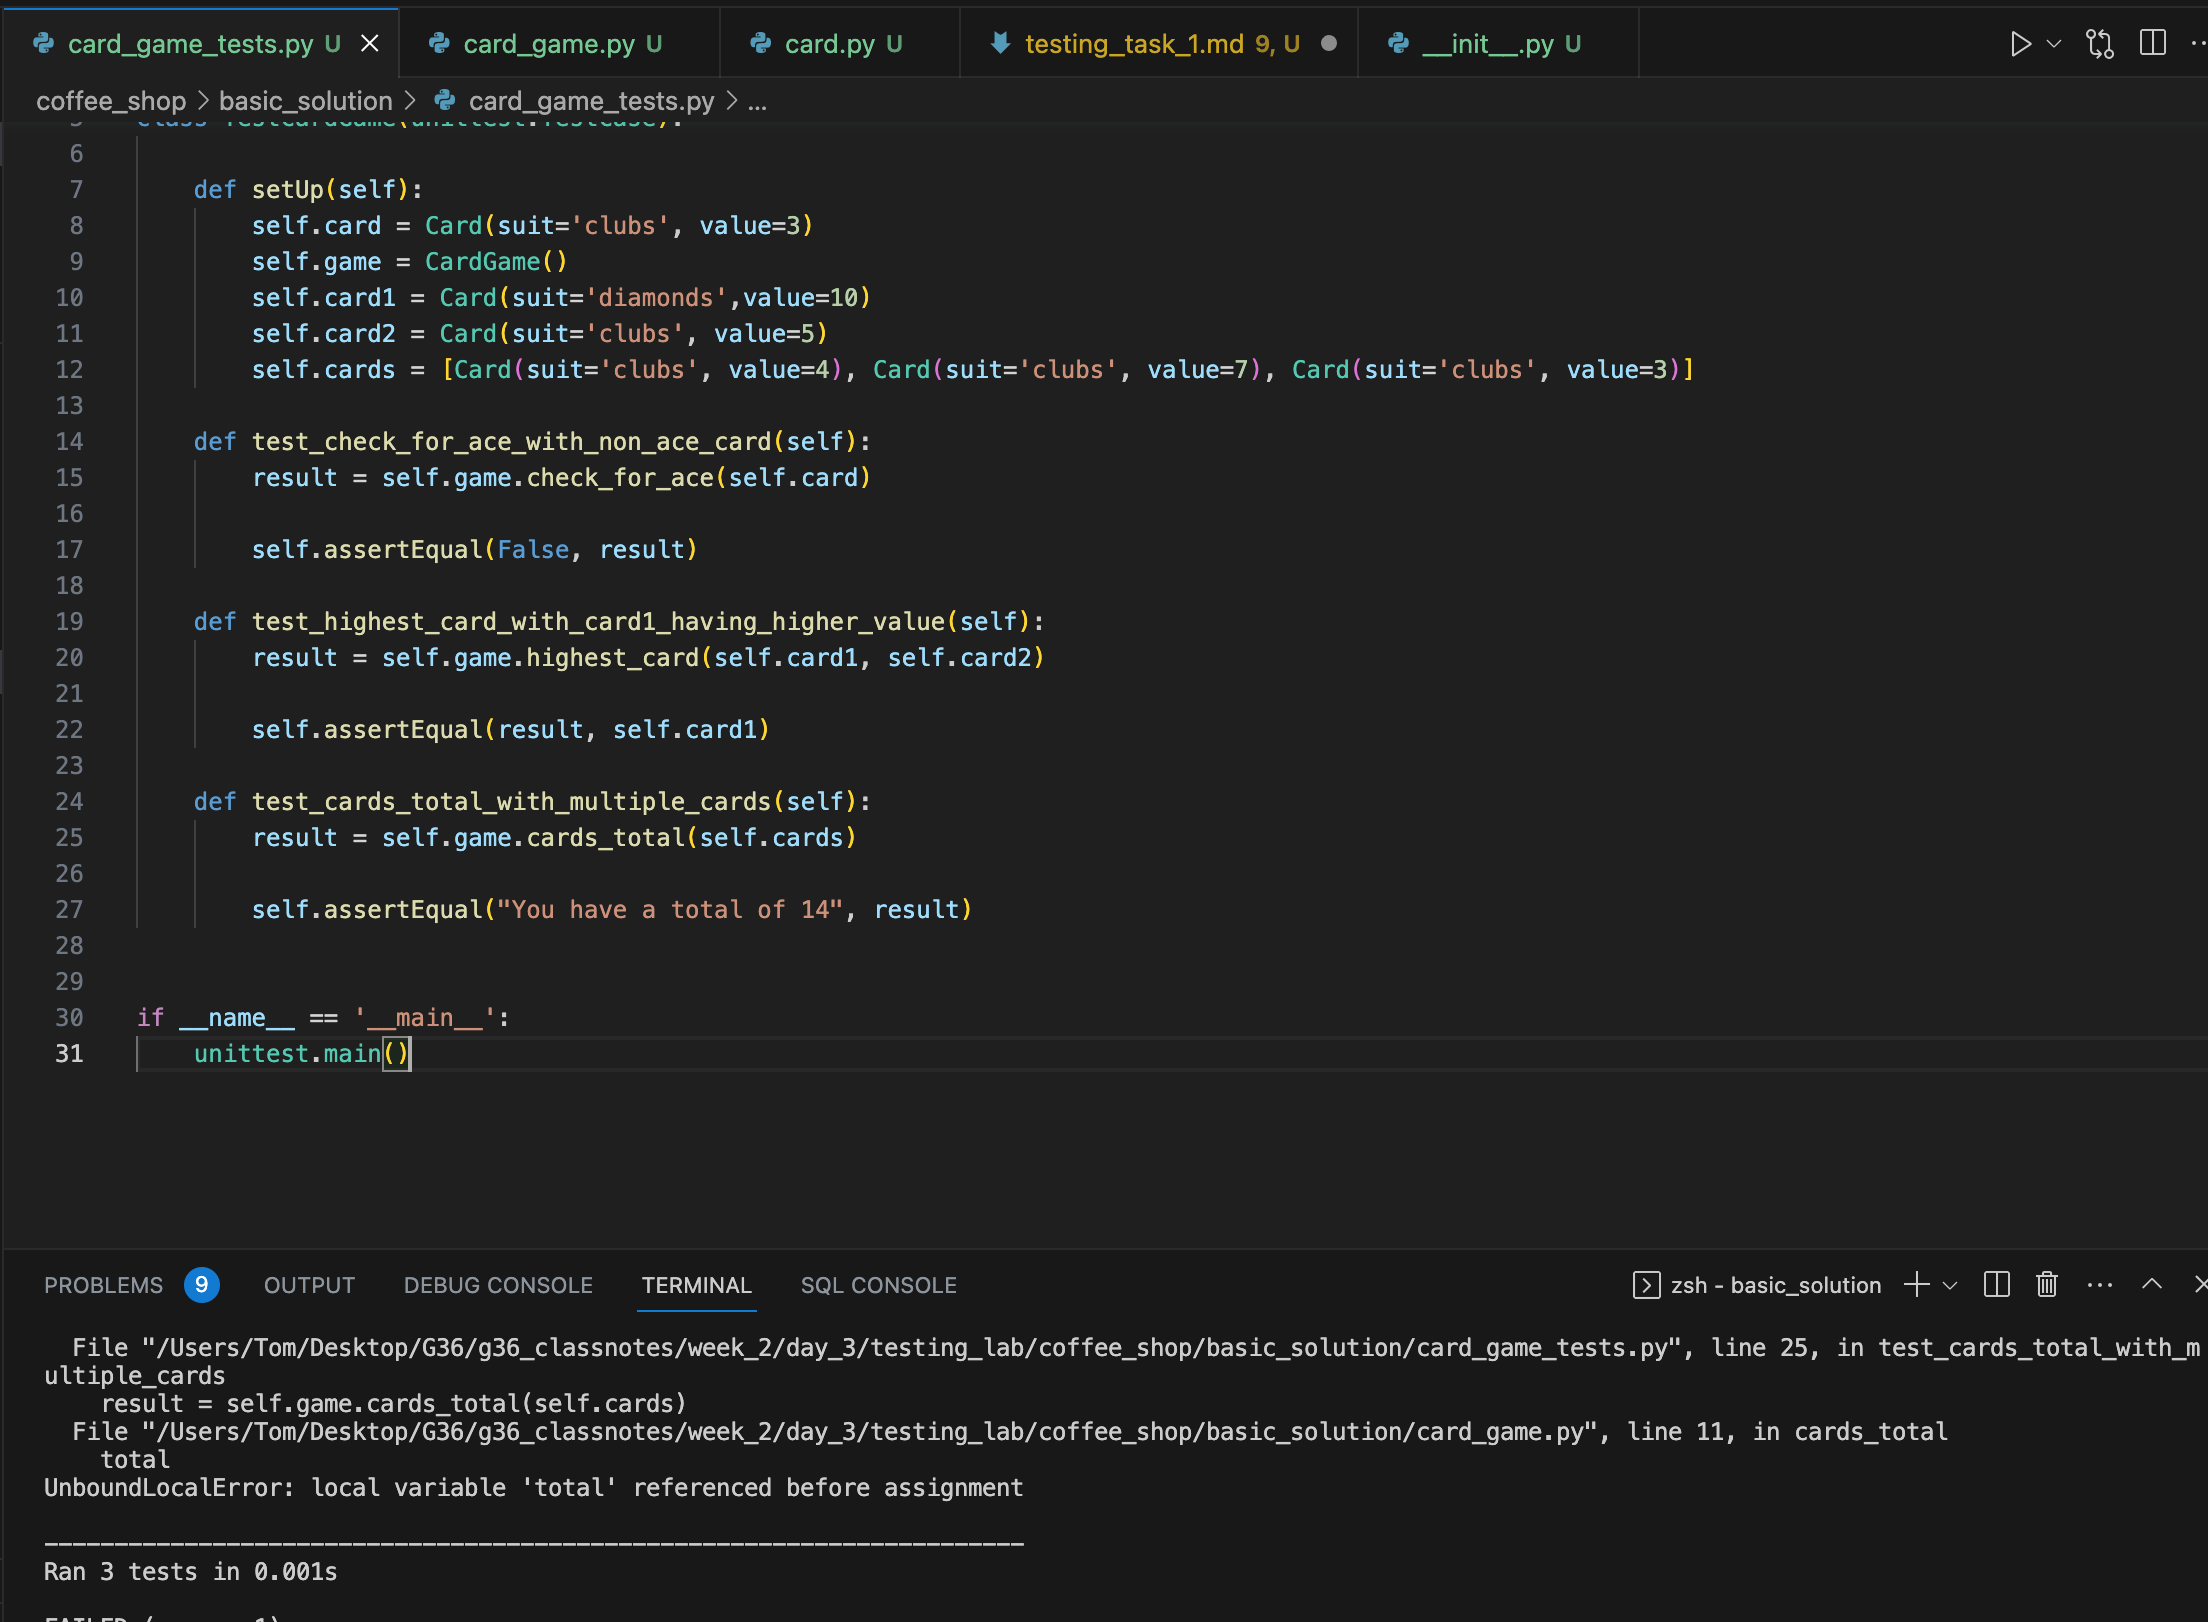 card_game_tests.py U
card_game.py U
card.py U
testing_task_1.md 9, U
__init__.py U
coffee_shop > basic_solution > card_game_tests.py > ...
5 class TestCardGame(unittest.TestCase):
6
7 def setUp(self):
8 self.card = Card(suit='clubs', value=3)
9 self.game = CardGame()
10 self.card1 = Card(suit='diamonds',value=10)
11 self.card2 = Card(suit='clubs', value=5)
12 self.cards = [Card(suit='clubs', value=4), Card(suit='clubs', value=7), Card(suit='clubs', value=3)]
13
14 def test_check_for_ace_with_non_ace_card(self):
15 result = self.game.check_for_ace(self.card)
16
17 self.assertEqual(False, result)
18
19 def test_highest_card_with_card1_having_higher_value(self):
20 result = self.game.highest_card(self.card1, self.card2)
21
22 self.assertEqual(result, self.card1)
23
24 def test_cards_total_with_multiple_cards(self):
25 result = self.game.cards_total(self.cards)
26
27 self.assertEqual("You have a total of 14", result)
28
29
30 if __name__ == '__main__':
31 unittest.main()
PROBLEMS 9 OUTPUT DEBUG CONSOLE TERMINAL SQL CONSOLE zsh - basic_solution
File "/Users/Tom/Desktop/G36/g36_classnotes/week_2/day_3/testing_lab/coffee_shop/basic_solution/card_game_tests.py", line 25, in test_cards_total_with_m
ultiple_cards
result = self.game.cards_total(self.cards)
File "/Users/Tom/Desktop/G36/g36_classnotes/week_2/day_3/testing_lab/coffee_shop/basic_solution/card_game.py", line 11, in cards_total
total
UnboundLocalError: local variable 'total' referenced before assignment
----------------------------------------------------------------------
Ran 3 tests in 0.001s